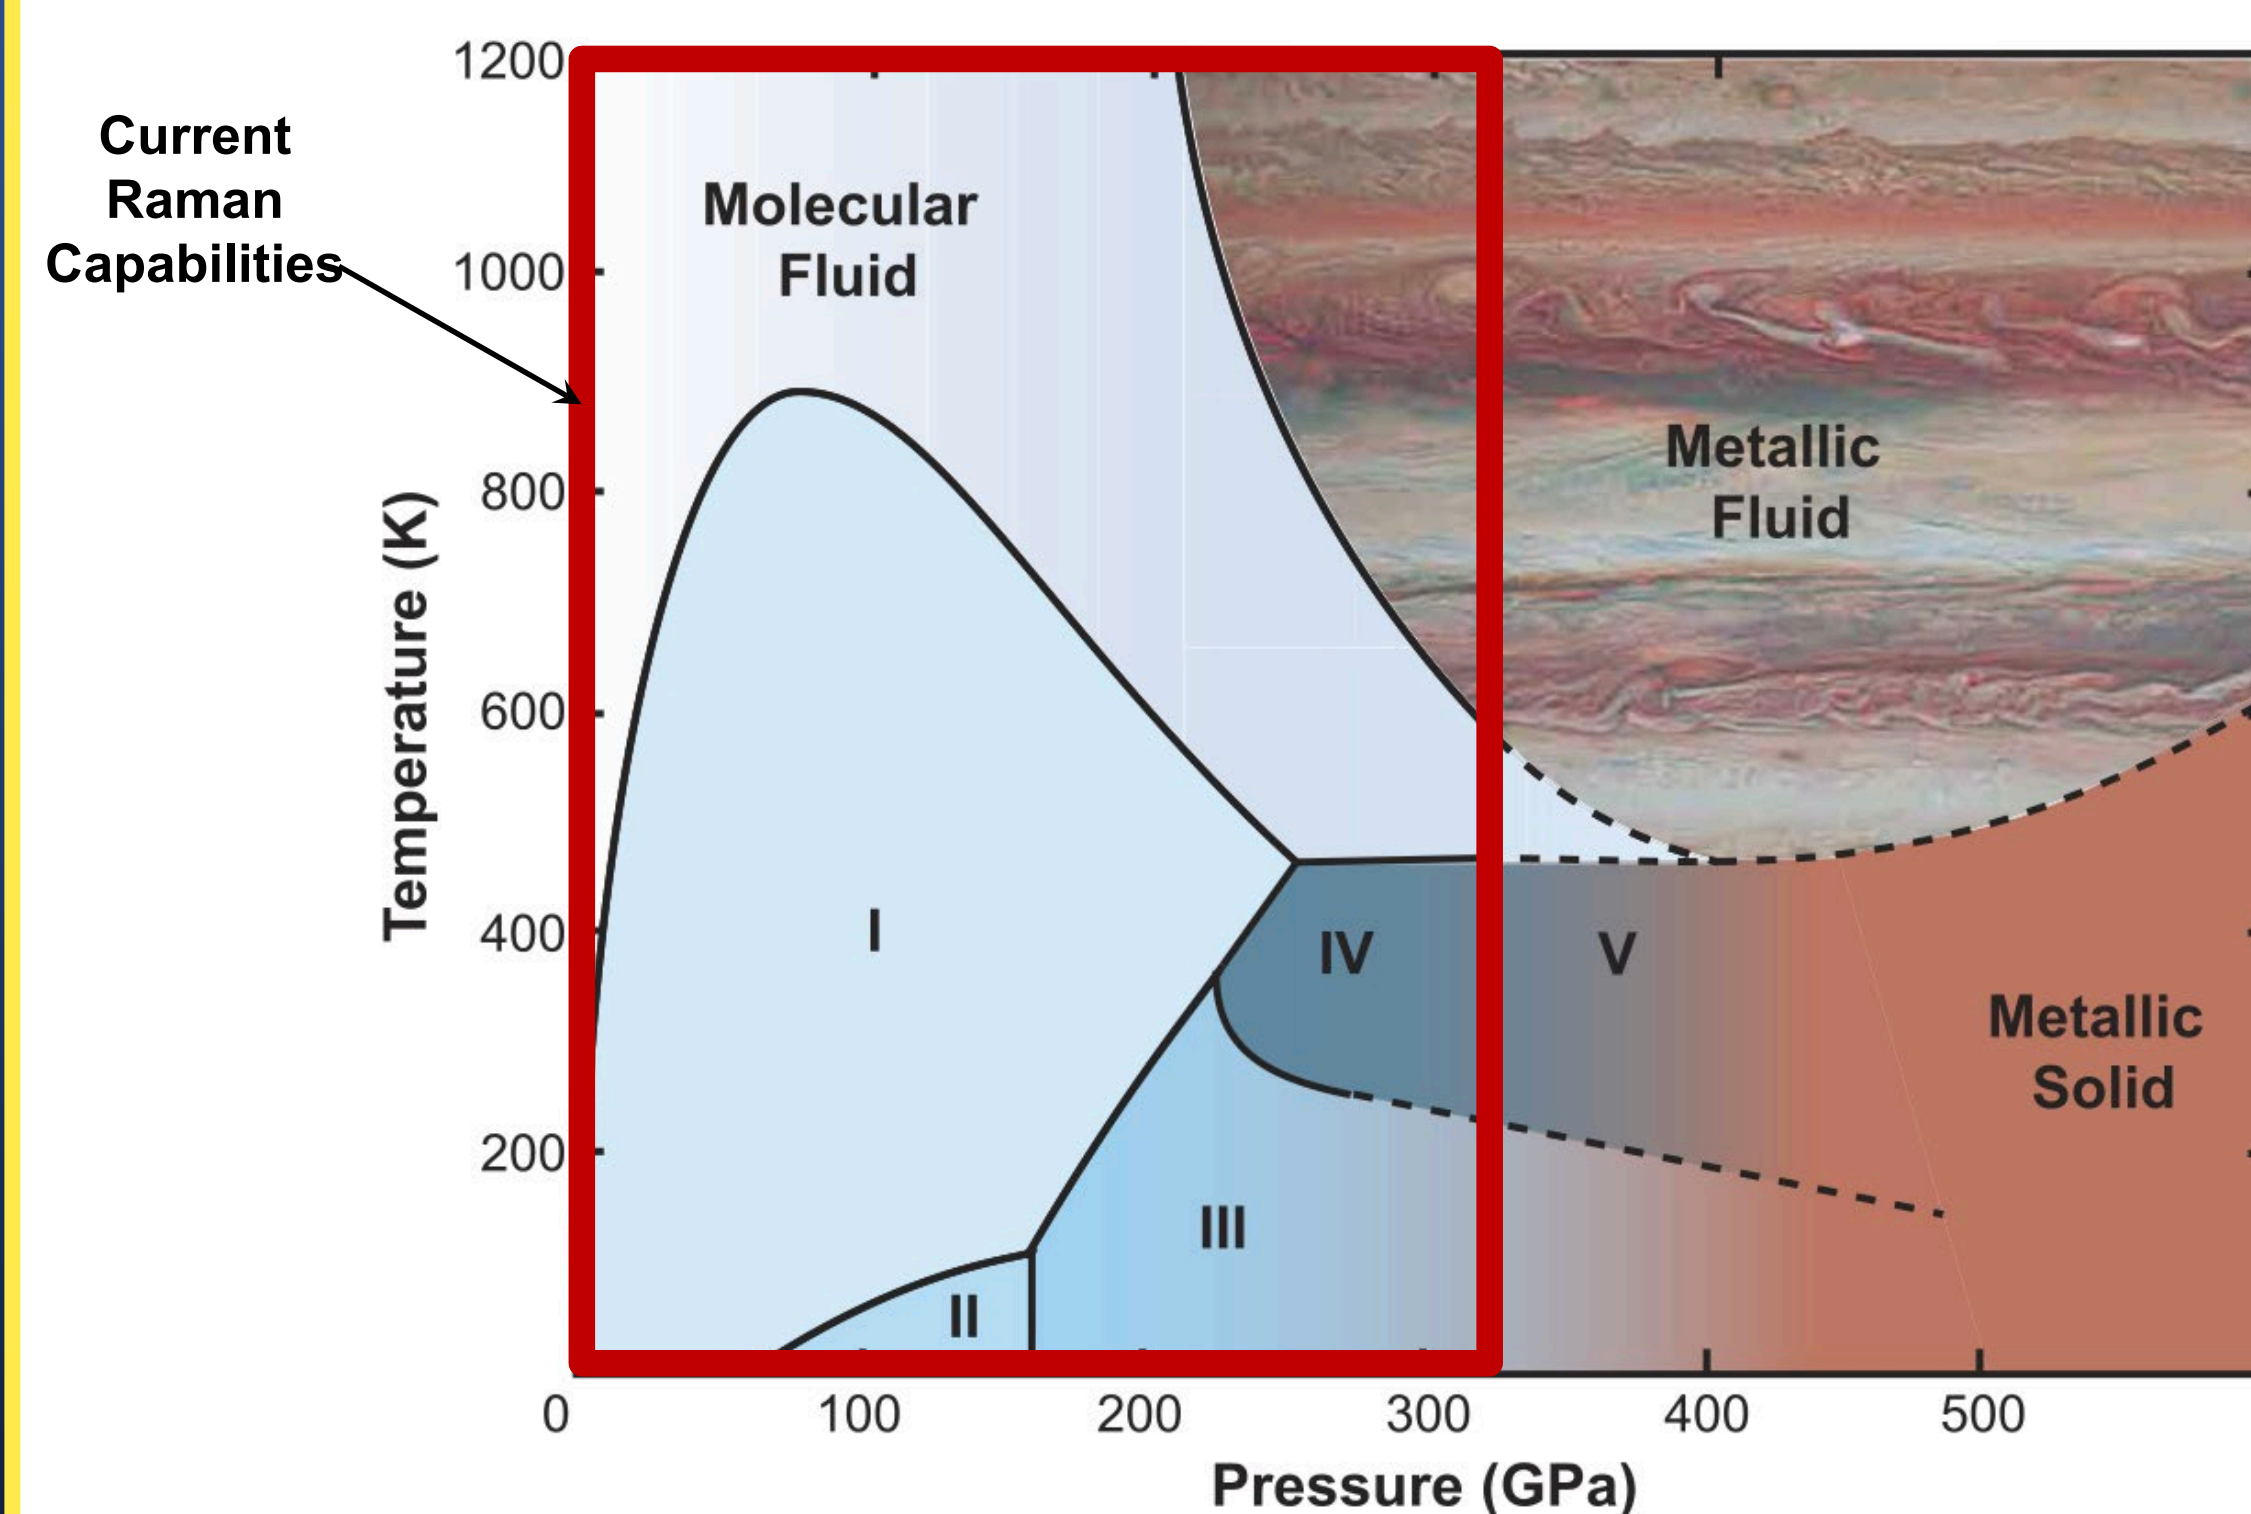 Current
Raman
Capabilities
1200
1000
800
600
400
200
Temperature (K)
Molecular
Fluid
Metallic
Fluid
I
IV
V
Metallic
Solid
III
II
0
100
200
300
400
500
Pressure (GPa)